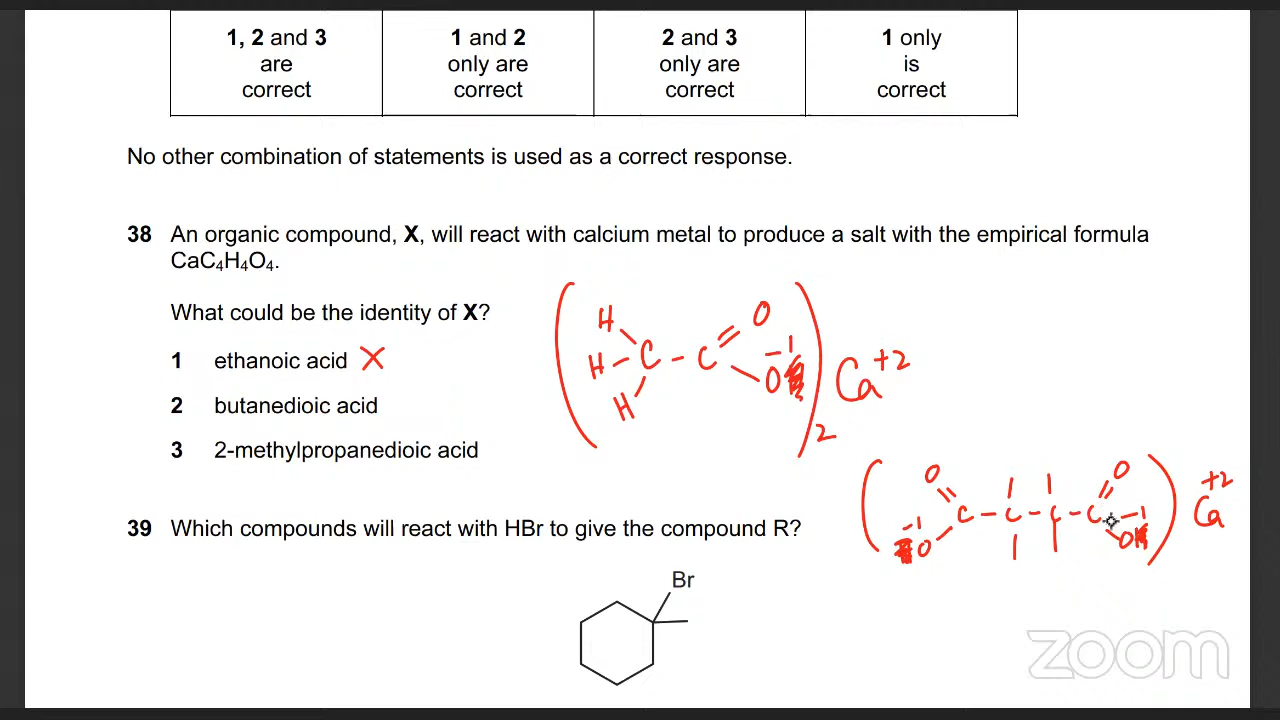 1, 2 and 3 are correct
1 and 2 only are correct
2 and 3 only are correct
1 only is correct
No other combination of statements is used as a correct response.
38 An organic compound, X, will react with calcium metal to produce a salt with the empirical formula
CaC₄H₄O₄.
What could be the identity of X?
1 ethanoic acid X
2 butanedioic acid
3 2-methylpropanedioic acid
H
H – C – C
H
O
O
–1
2
Ca+2
O
–1
O
C – C – C – C
O
–1
O
Ca+2
39 Which compounds will react with HBr to give the compound R?
Br
zoom